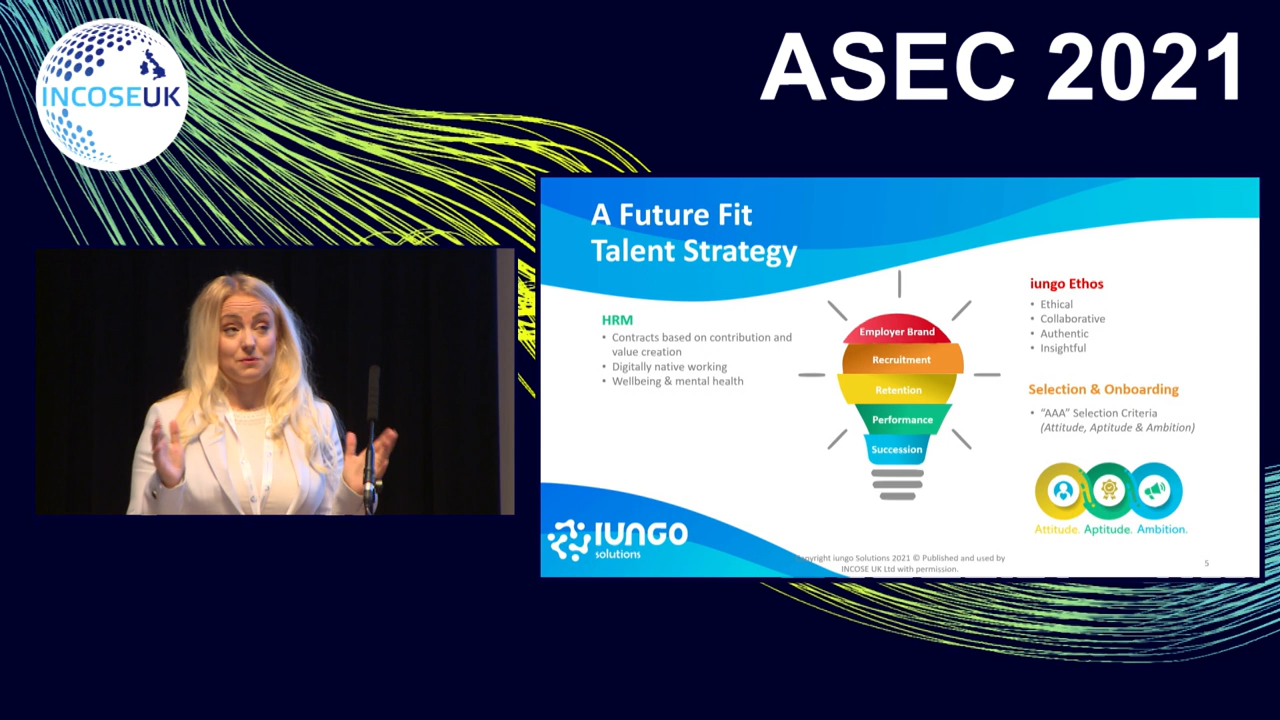 INCOSEUK
ASEC 2021
A Future Fit
Talent Strategy
HRM
• Contracts based on contribution and
value creation
• Digitally native working
• Wellbeing & mental health
Employer Brand
Recruitment
Retention
Performance
Succession
iungo Ethos
• Ethical
• Collaborative
• Authentic
• Insightful
Selection & Onboarding
• “AAA” Selection Criteria
(Attitude, Aptitude & Ambition)
Attitude. Aptitude. Ambition.
IUNGO
solutions
opyright iungo Solutions 2021 © Published and used by
INCOSE UK Ltd with permission.
5